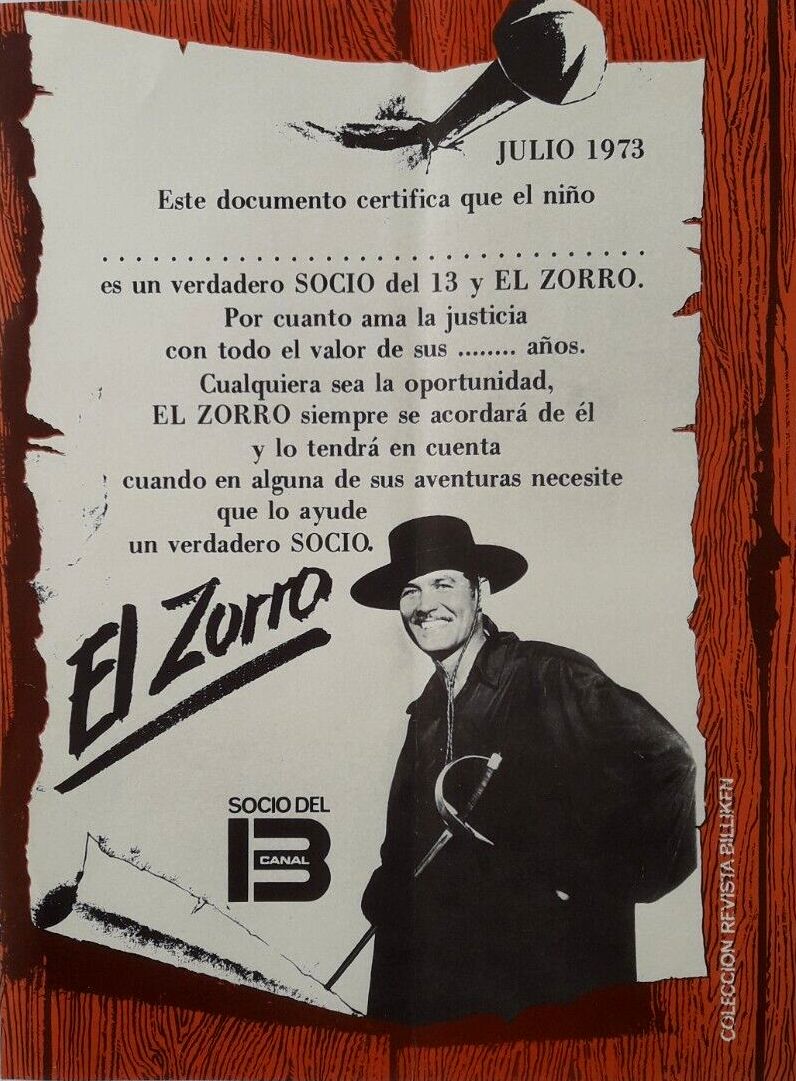 JULIO 1973
Este documento certifica que el niño
. . . . . . . . . . . . . . . . . . . . . . . . . . . . . . . .
es un verdadero SOCIO del 13 y EL ZORRO.
Por cuanto ama la justicia
con todo el valor de sus ........ años.
Cualquiera sea la oportunidad,
EL ZORRO siempre se acordará de él
y lo tendrá en cuenta
cuando en alguna de sus aventuras necesite
que lo ayude
un verdadero SOCIO.
El Zorro
SOCIO DEL
13
CANAL
COLECCION REVISTA BILLIKEN